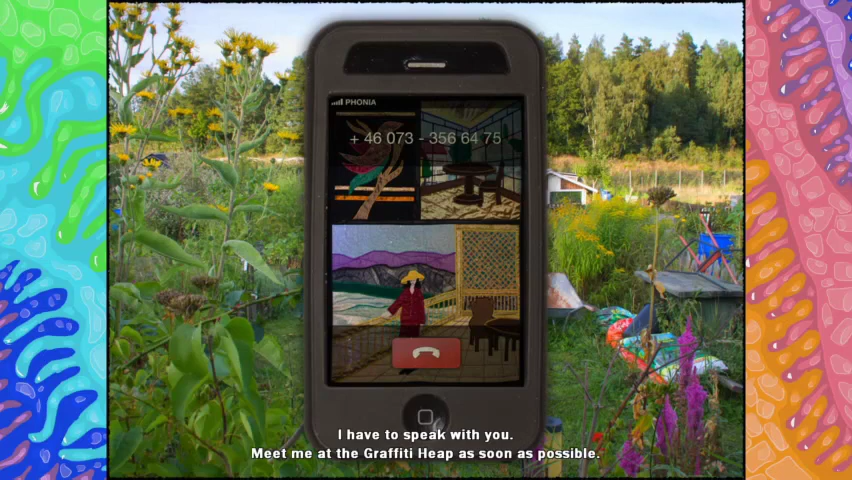 PHONIA
+ 46 073 - 356 64 75
I have to speak with you.
Meet me at the Graffiti Heap as soon as possible.